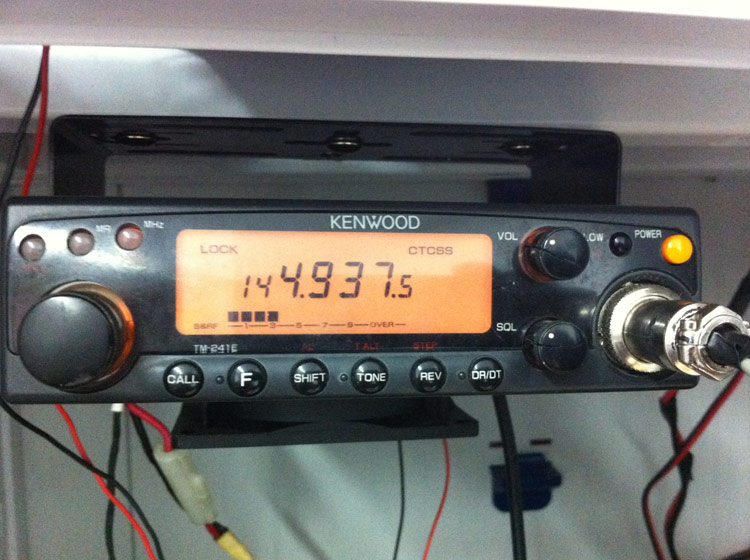 KENWOOD
MR MHz
VOL LOW POWER
LOCK CTCSS
144.937.5
S&RF 1 3 5 7 9 OVER
SQL
TM-241E T.ALT STEP
CALL F SHIFT TONE REV DR/DT